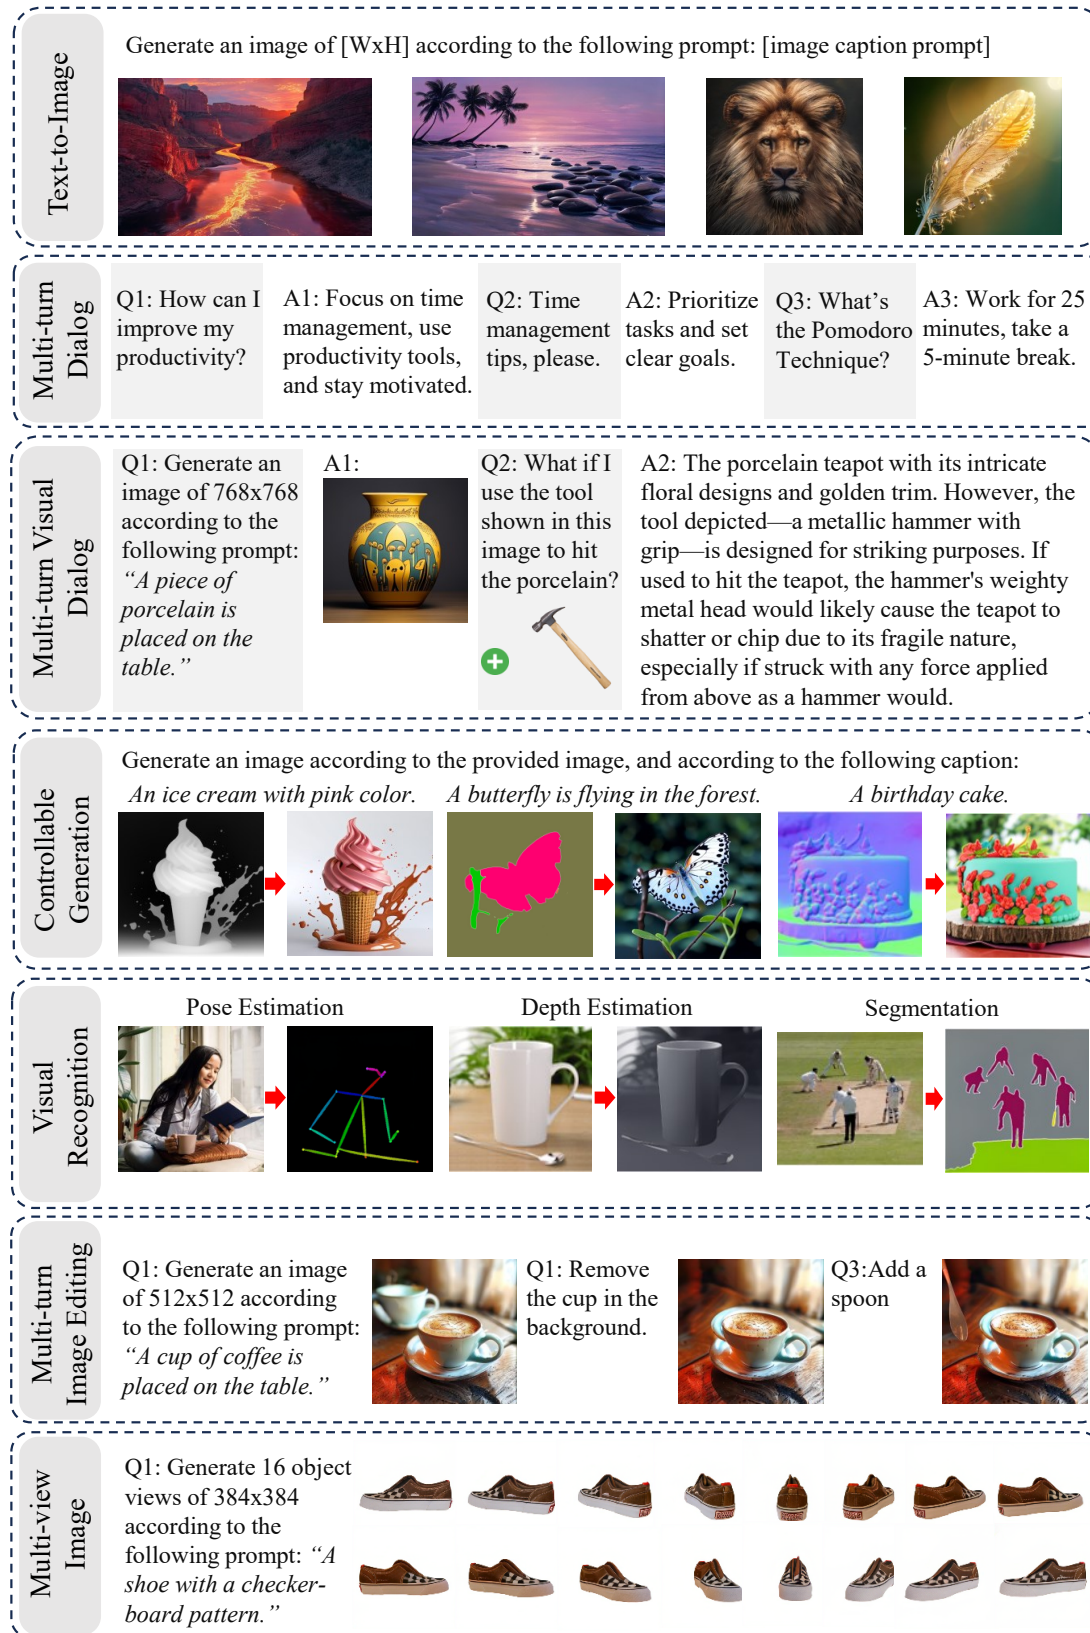 Text-to-Image
Generate an image of [WxH] according to the following prompt: [image caption prompt]
Multi-turn
Dialog
Q1: How can I
improve my
productivity?
A1: Focus on time
management, use
productivity tools,
and stay motivated.
Q2: Time
management
tips, please.
A2: Prioritize
tasks and set
clear goals.
Q3: What's
the Pomodoro
Technique?
A3: Work for 25
minutes, take a
5-minute break.
Multi-turn Visual
Dialog
Q1: Generate an
image of 768x768
according to the
following prompt:
“A piece of
porcelain is
placed on the
table.”
A1:
Q2: What if I
use the tool
shown in this
image to hit
the porcelain?
A2: The porcelain teapot with its intricate
floral designs and golden trim. However, the
tool depicted—a metallic hammer with
grip—is designed for striking purposes. If
used to hit the teapot, the hammer's weighty
metal head would likely cause the teapot to
shatter or chip due to its fragile nature,
especially if struck with any force applied
from above as a hammer would.
Controllable
Generation
Generate an image according to the provided image, and according to the following caption:
An ice cream with pink color.
A butterfly is flying in the forest.
A birthday cake.
Visual
Recognition
Pose Estimation
Depth Estimation
Segmentation
Multi-turn
Image Editing
Q1: Generate an image
of 512x512 according
to the following prompt:
“A cup of coffee is
placed on the table.”
Q1: Remove
the cup in the
background.
Q3:Add a
spoon
Multi-view
Image
Q1: Generate 16 object
views of 384x384
according to the
following prompt: “A
shoe with a checker-
board pattern.”